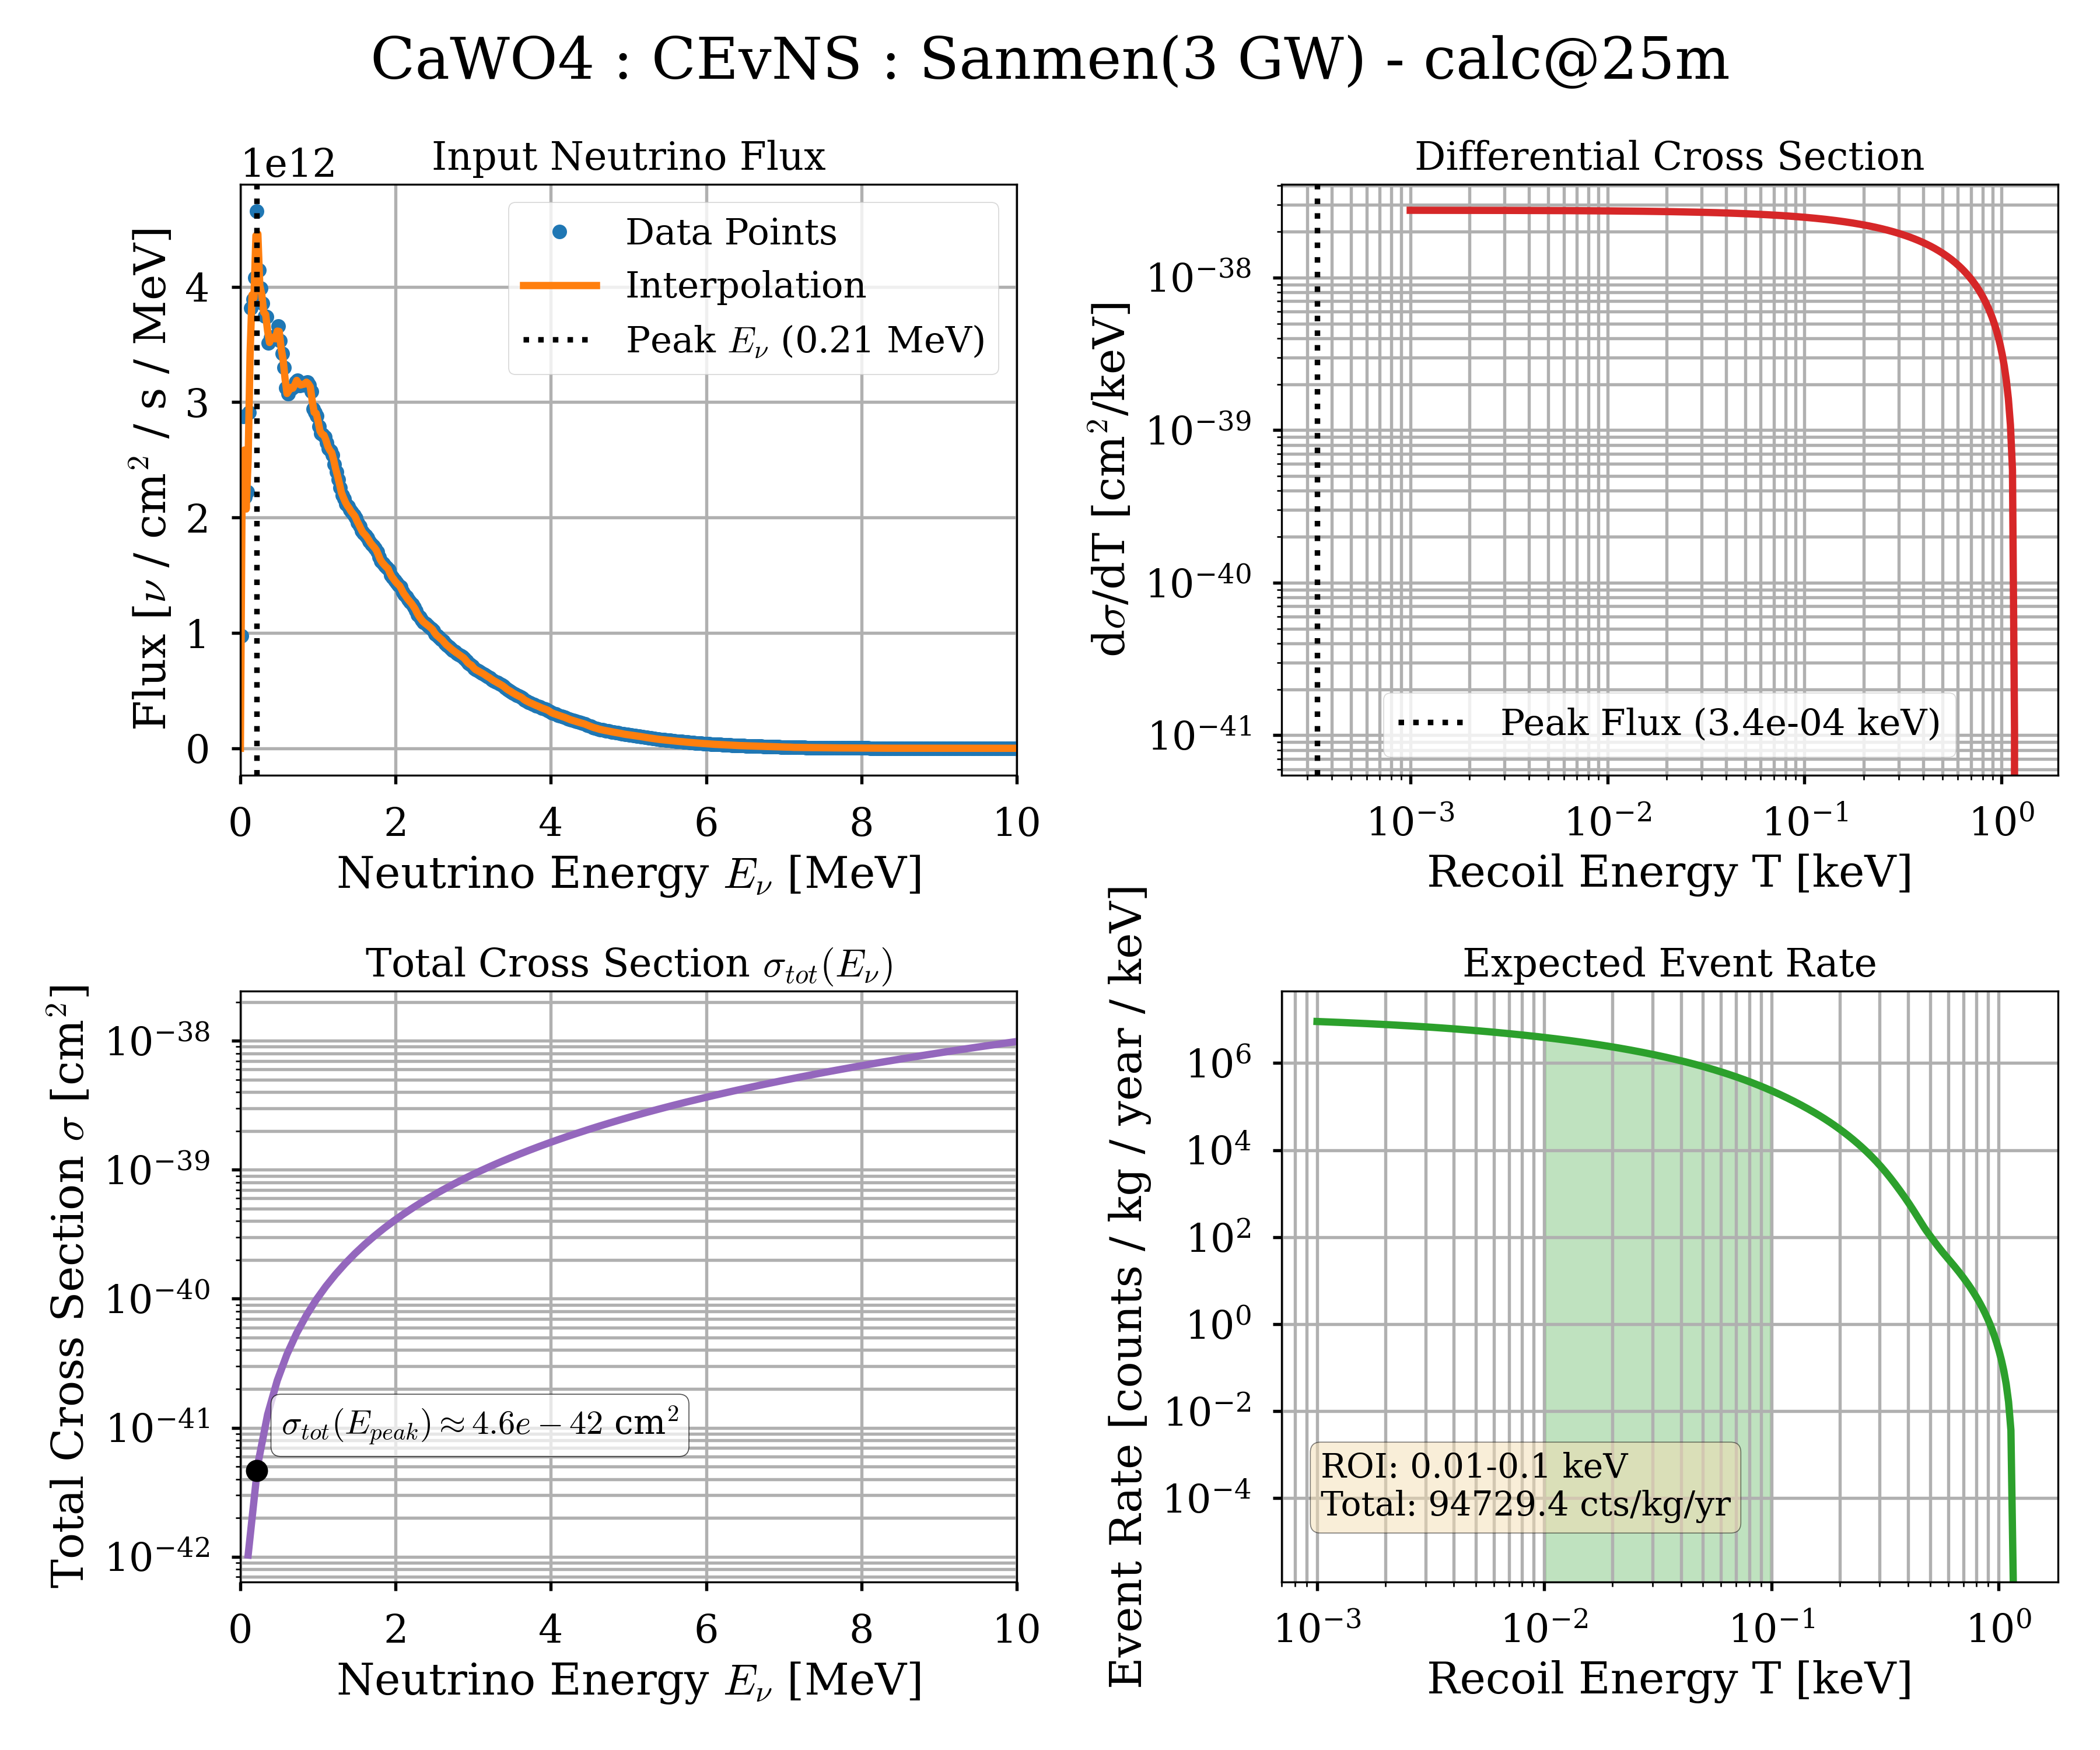 CaWO4 : CEvNS : Sanmen(3 GW) - calc@25m
Input Neutrino Flux
1e12
Flux [ν / cm² / s / MeV]
4
3
2
1
0
Data Points
Interpolation
Peak Eᵥ (0.21 MeV)
0 2 4 6 8 10
Neutrino Energy Eᵥ [MeV]
Differential Cross Section
dσ/dT [cm²/keV]
10⁻³⁸
10⁻³⁹
10⁻⁴⁰
10⁻⁴¹
Peak Flux (3.4e-04 keV)
10⁻³ 10⁻² 10⁻¹ 10⁰
Recoil Energy T [keV]
Total Cross Section σ_tot(Eᵥ)
Total Cross Section σ [cm²]
10⁻³⁸
10⁻³⁹
10⁻⁴⁰
10⁻⁴¹
10⁻⁴²
σ_tot(E_peak) ≈ 4.6e − 42 cm²
0 2 4 6 8 10
Neutrino Energy Eᵥ [MeV]
Expected Event Rate
Event Rate [counts / kg / year / keV]
10⁶
10⁴
10²
10⁰
10⁻²
10⁻⁴
ROI: 0.01-0.1 keV
Total: 94729.4 cts/kg/yr
10⁻³ 10⁻² 10⁻¹ 10⁰
Recoil Energy T [keV]